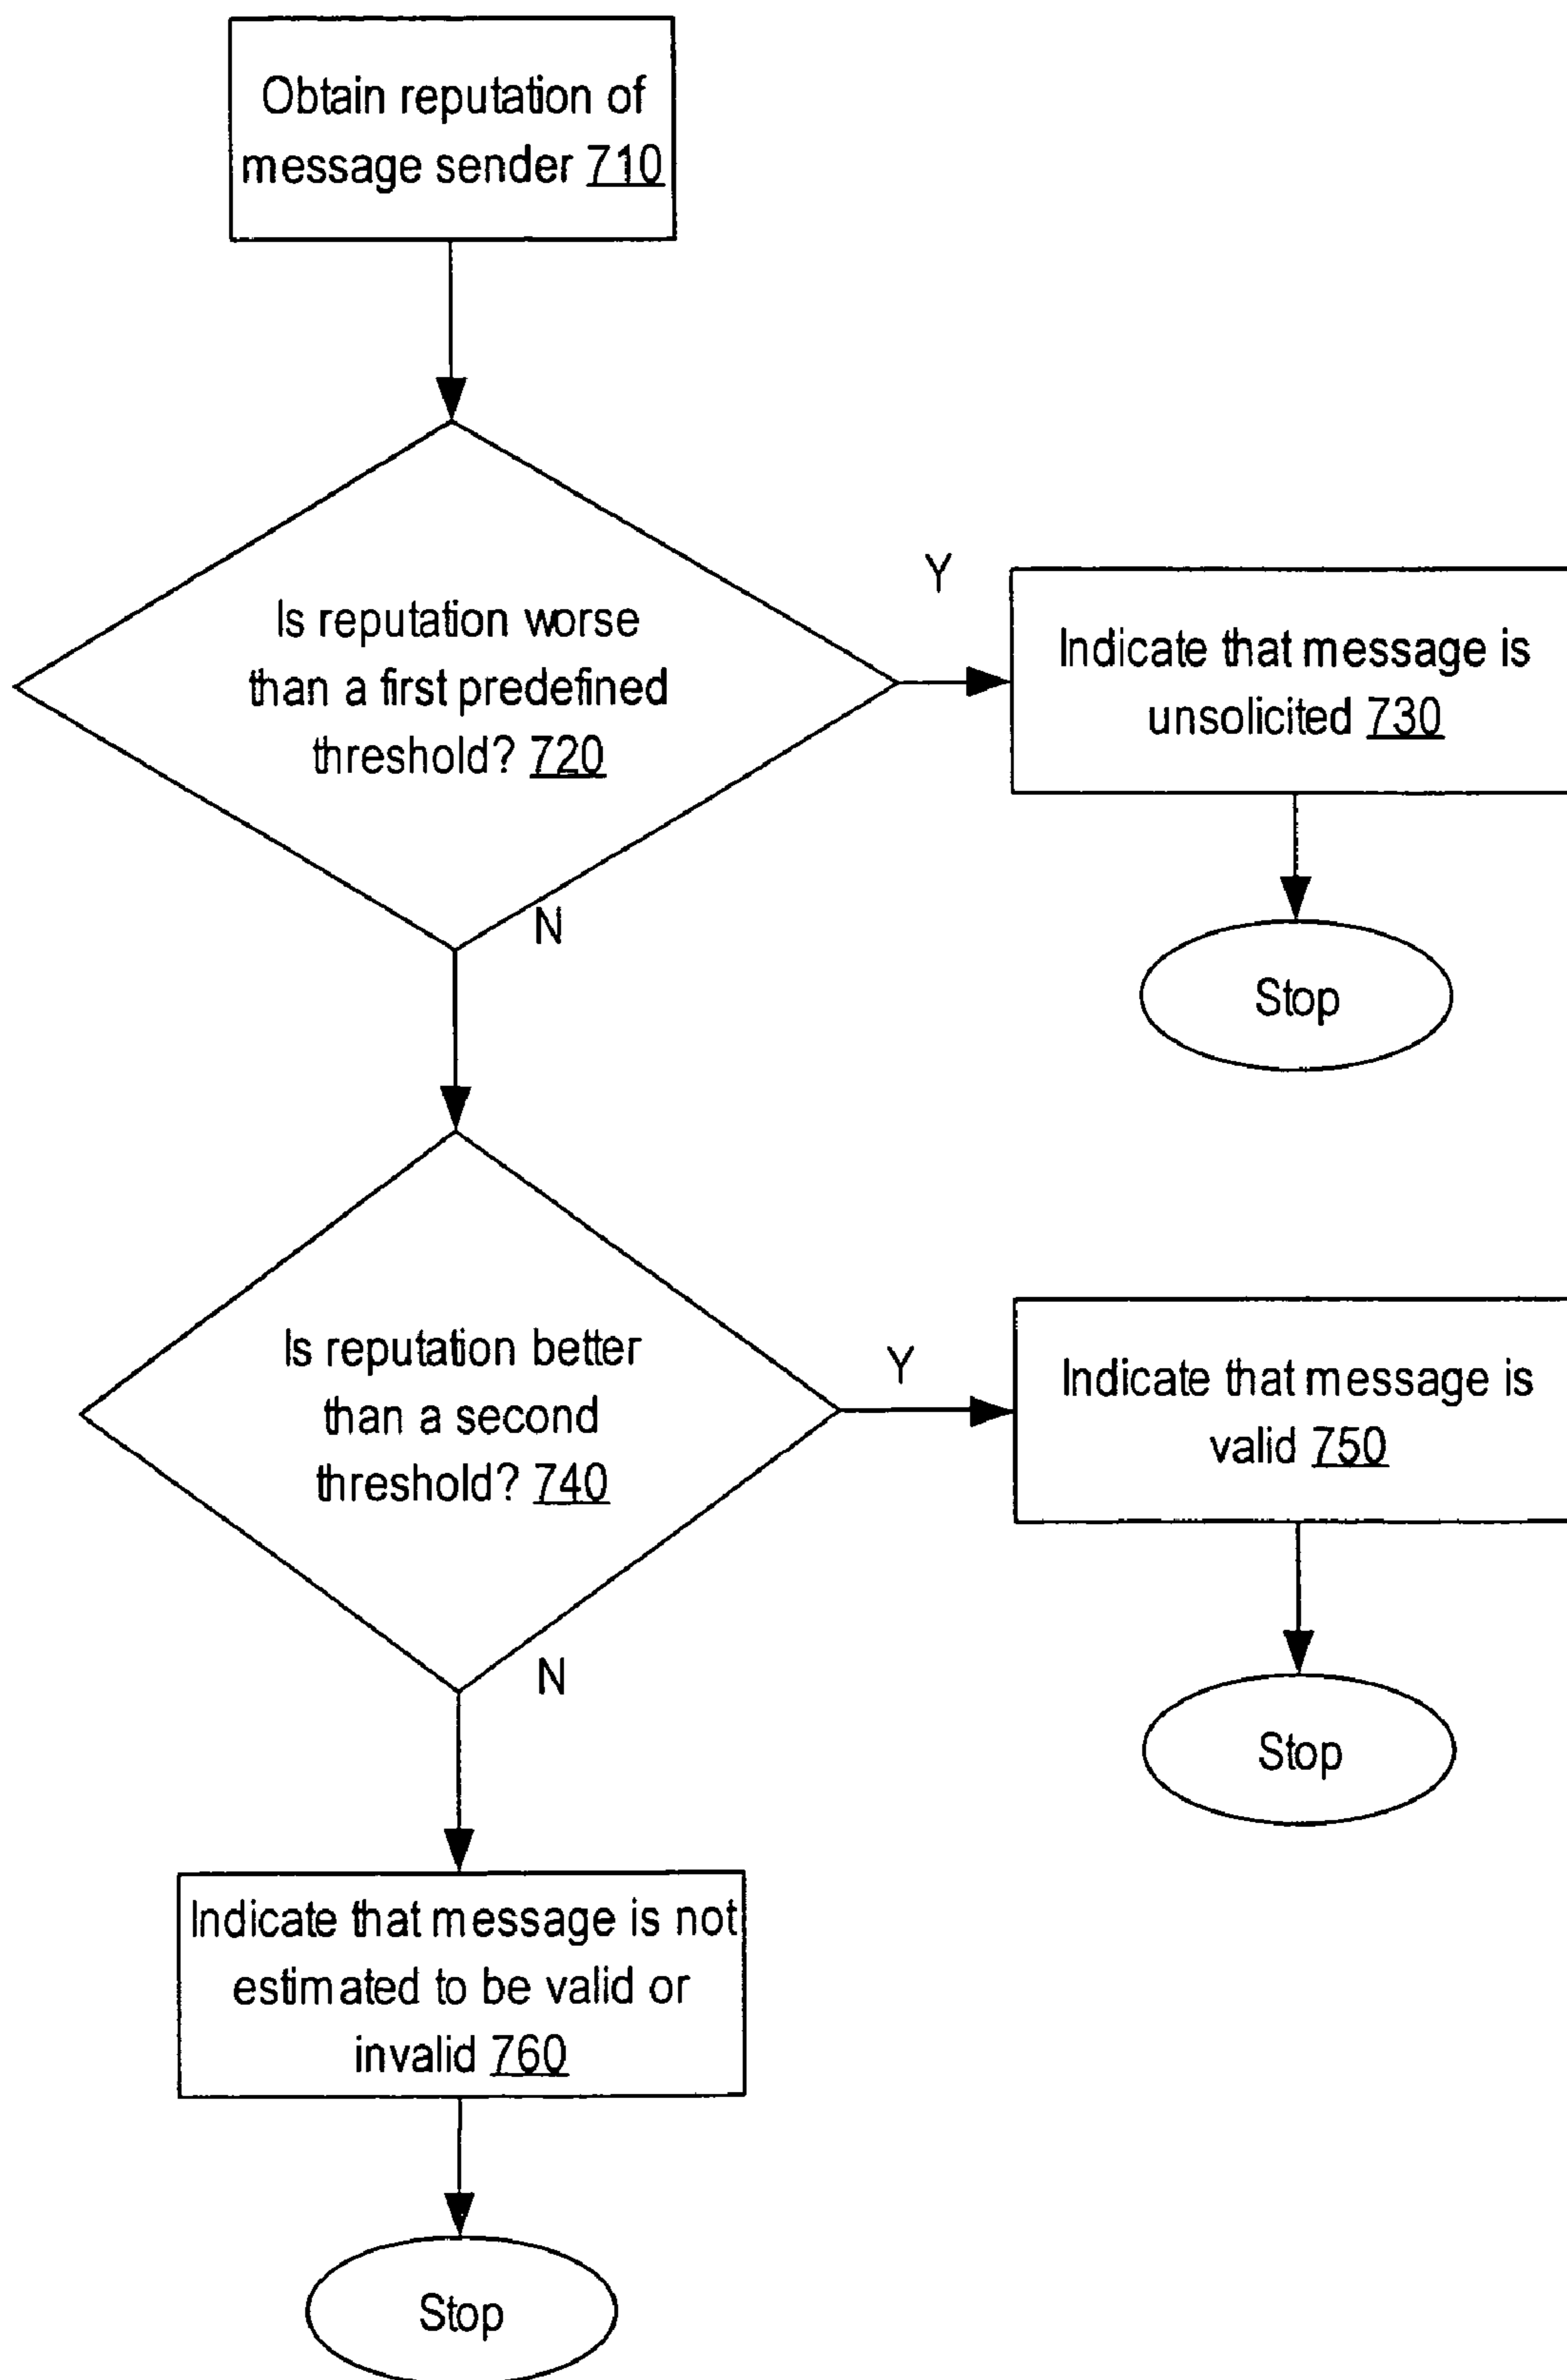 Obtain reputation of
message sender 710
Is reputation worse
than a first predefined
threshold? 720
Y
Indicate that message is
unsolicited 730
N
Stop
Is reputation better
than a second
threshold? 740
Y
Indicate that message is
valid 750
N
Stop
Indicate that message is not
estimated to be valid or
invalid 760
Stop